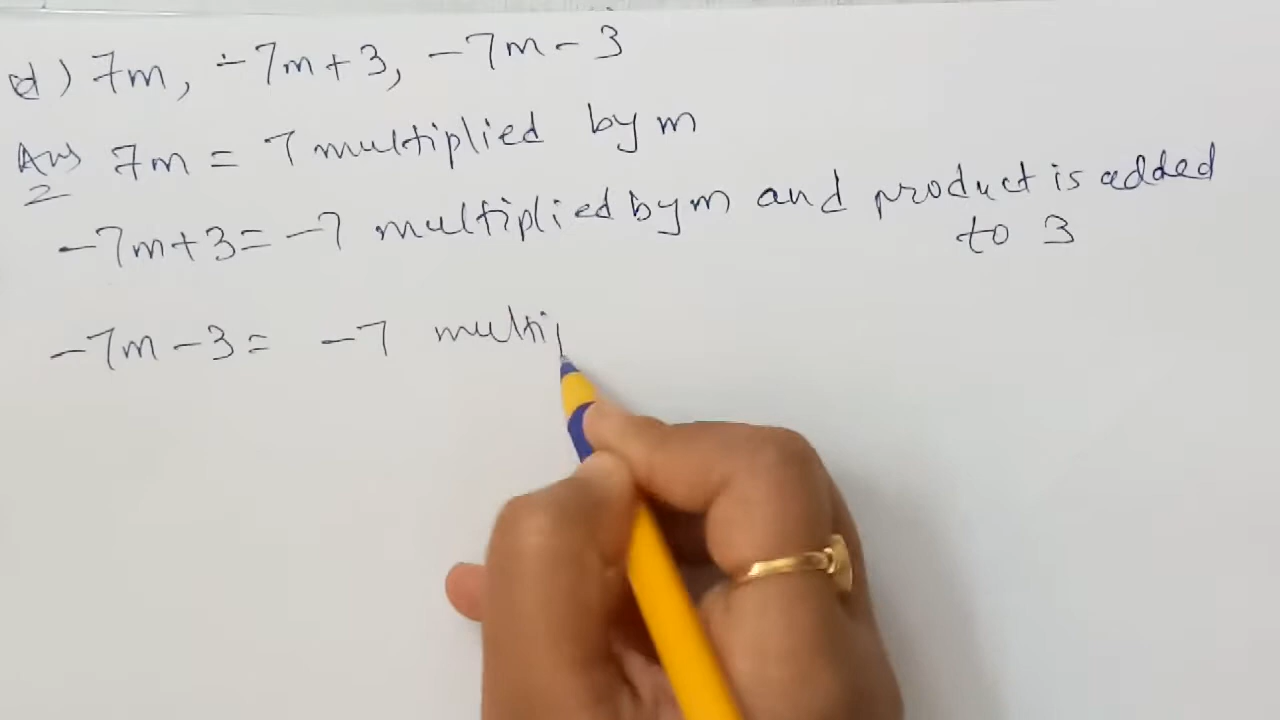 d) 7m, -7m+3, -7m-3
Ans 7m = 7 multiplied by m
-7m+3 = -7 multiplied by m and product is added
to 3
-7m-3 = -7 multip